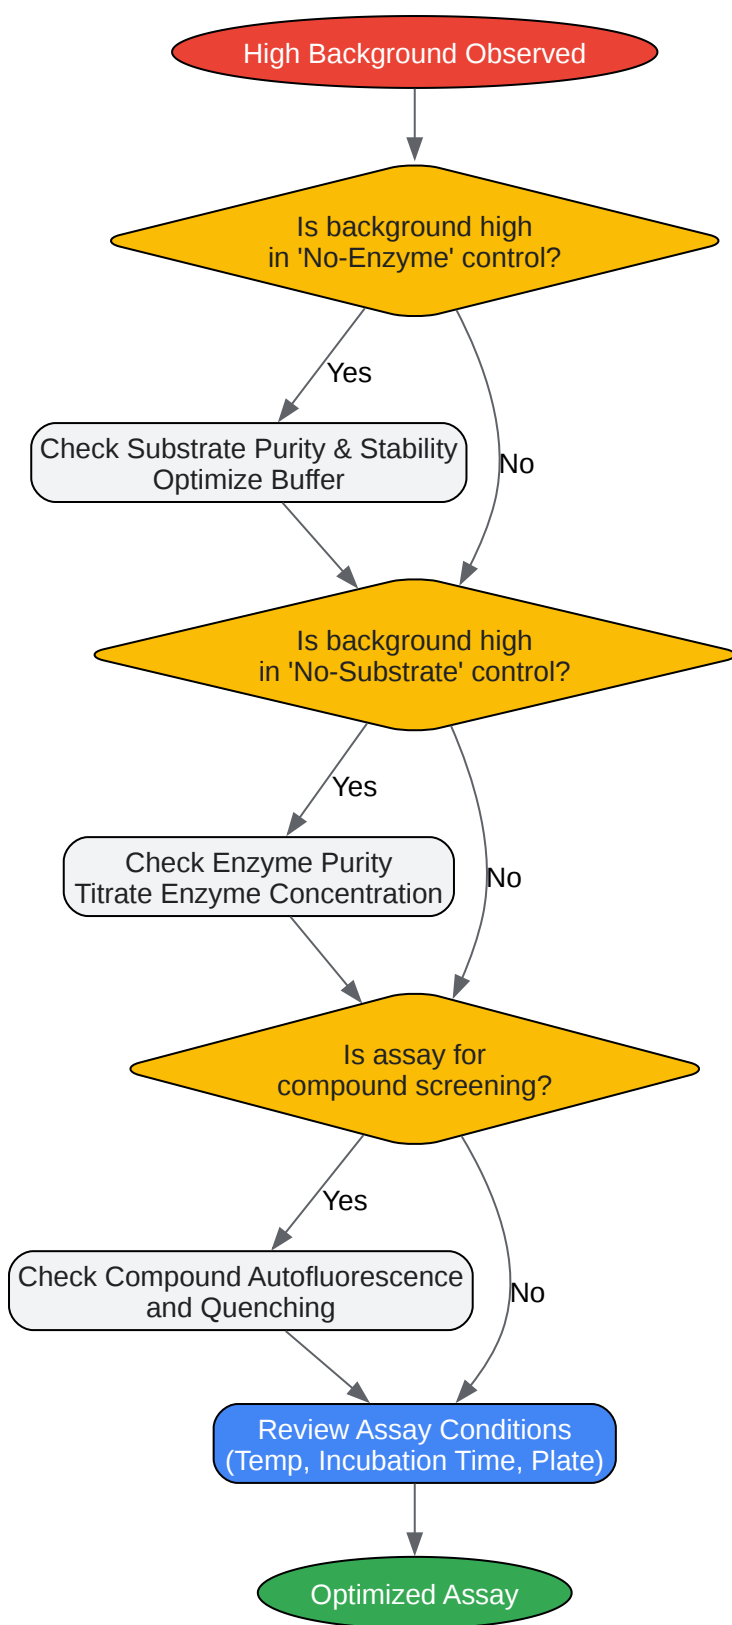 High Background Observed
Is background high
in 'No-Enzyme' control?
Yes
Check Substrate Purity & Stability
Optimize Buffer
No
Is background high
in 'No-Substrate' control?
Yes
Check Enzyme Purity
Titrate Enzyme Concentration
No
Is assay for
compound screening?
Yes
Check Compound Autofluorescence
and Quenching
No
Review Assay Conditions
(Temp, Incubation Time, Plate)
Optimized Assay